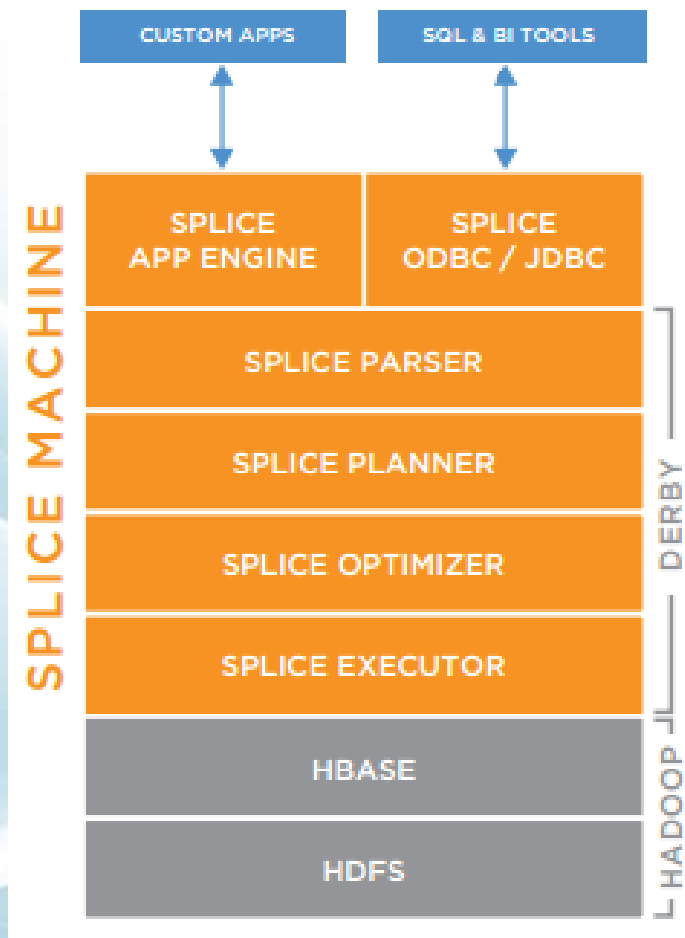 CUSTOM APPS
SQL & BI TOOLS
SPLICE MACHINE
SPLICE
APP ENGINE
SPLICE
ODBC / JDBC
SPLICE PARSER
SPLICE PLANNER
SPLICE OPTIMIZER
SPLICE EXECUTOR
DERBY
HBASE
HDFS
HADOOP